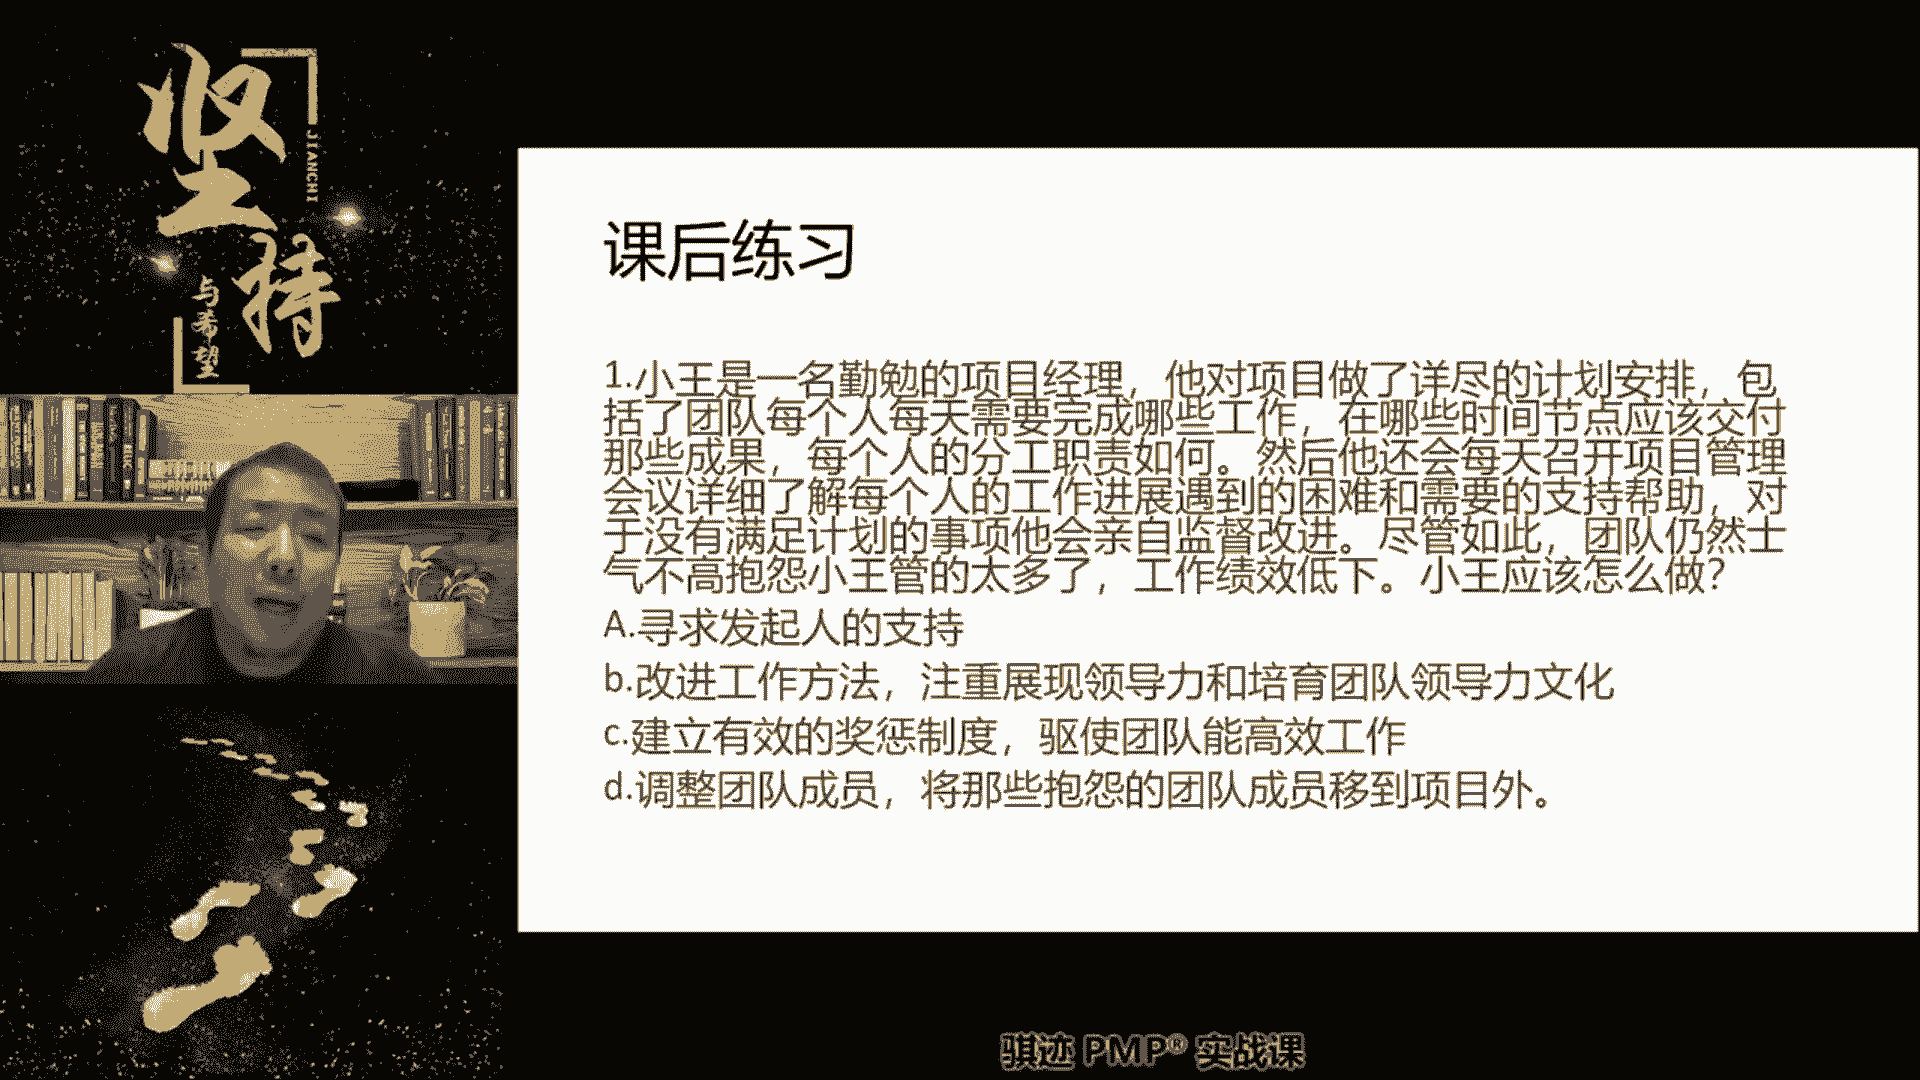 坚持
JIANCHI
与希望
课后练习
1.小王是一名勤勉的项目经理，他对项目做了详尽的计划安排，包
括了团队每个人每天需要完成哪些工作，在哪些时间节点应该交付
那些成果，每个人的分工职责如何。然后他还会每天召开项目管理
会议详细了解每个人的工作进展遇到的困难和需要的支持帮助，对
于没有满足计划的事项他会亲自监督改进。尽管如此，团队仍然士
气不高抱怨小王管的太多了，工作绩效低下。小王应该怎么做？
A.寻求发起人的支持
b.改进工作方法，注重展现领导力和培育团队领导力文化
c.建立有效的奖惩制度，驱使团队能高效工作
d.调整团队成员，将那些抱怨的团队成员移到项目外。
骐迹 PMP® 实战课